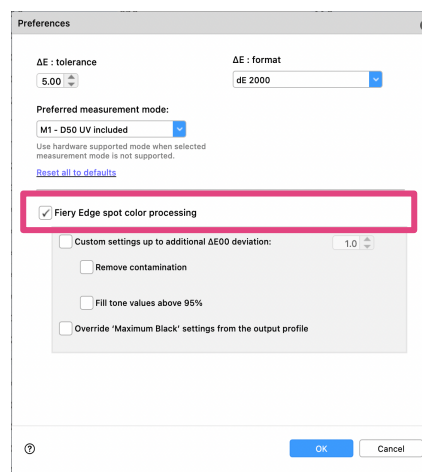 Preferences
ΔE : tolerance
ΔE : format
5.00
dE 2000
Preferred measurement mode:
M1 - D50 UV included
Use hardware supported mode when selected
measurement mode is not supported.
Reset all to defaults
Fiery Edge spot color processing
Custom settings up to additional ΔE00 deviation:
1.0
Remove contamination
Fill tone values above 95%
Override ‘Maximum Black’ settings from the output profile
?
OK
Cancel